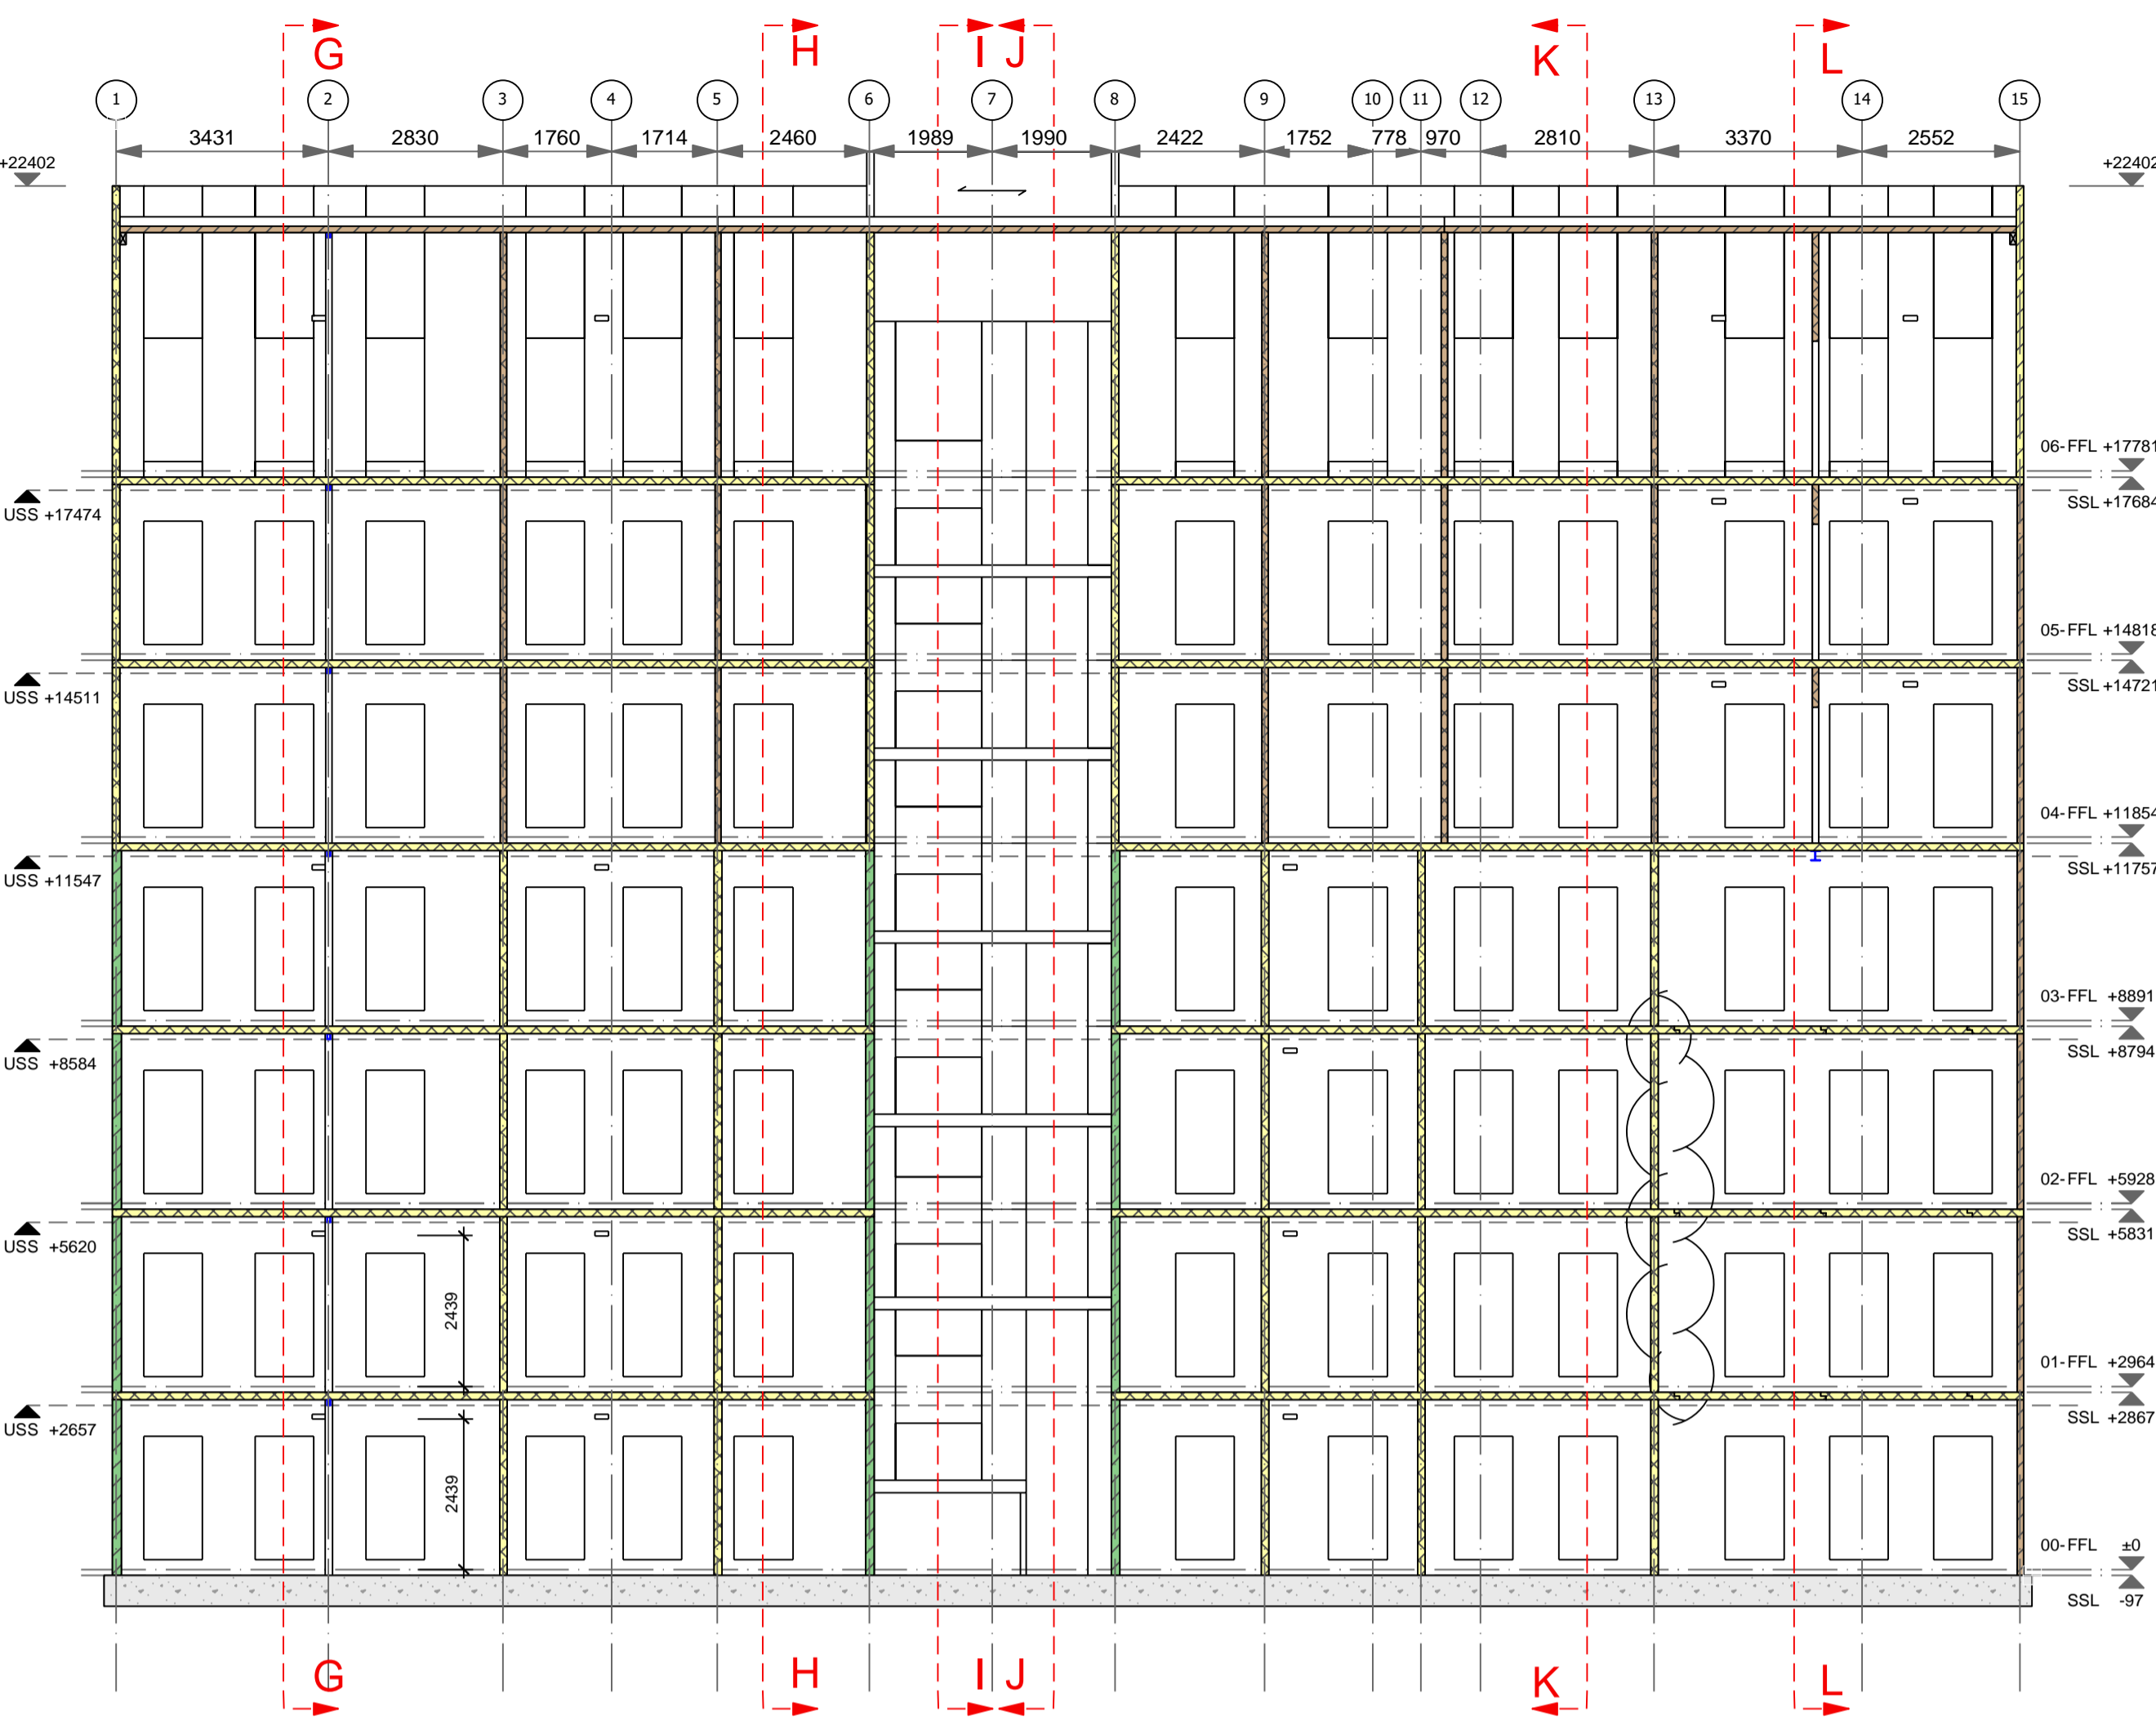 G H I J K L
1 2 3 4 5 6 7 8 9 10 11 12 13 14 15
3431 2830 1760 1714 2460 1989 1990 2422 1752 778 970 2810 3370 2552
+22402 +22402
06-FFL +17781
USS +17474 SSL +17684
05-FFL +14818
USS +14511 SSL +14721
04-FFL +11854
USS +11547 SSL +11757
03-FFL +8891
USS +8584 SSL +8794
02-FFL +5928
USS +5620 SSL +5831
2439
01-FFL +2964
USS +2657 SSL +2867
2439
00-FFL ±0
SSL -97
G H I J K L